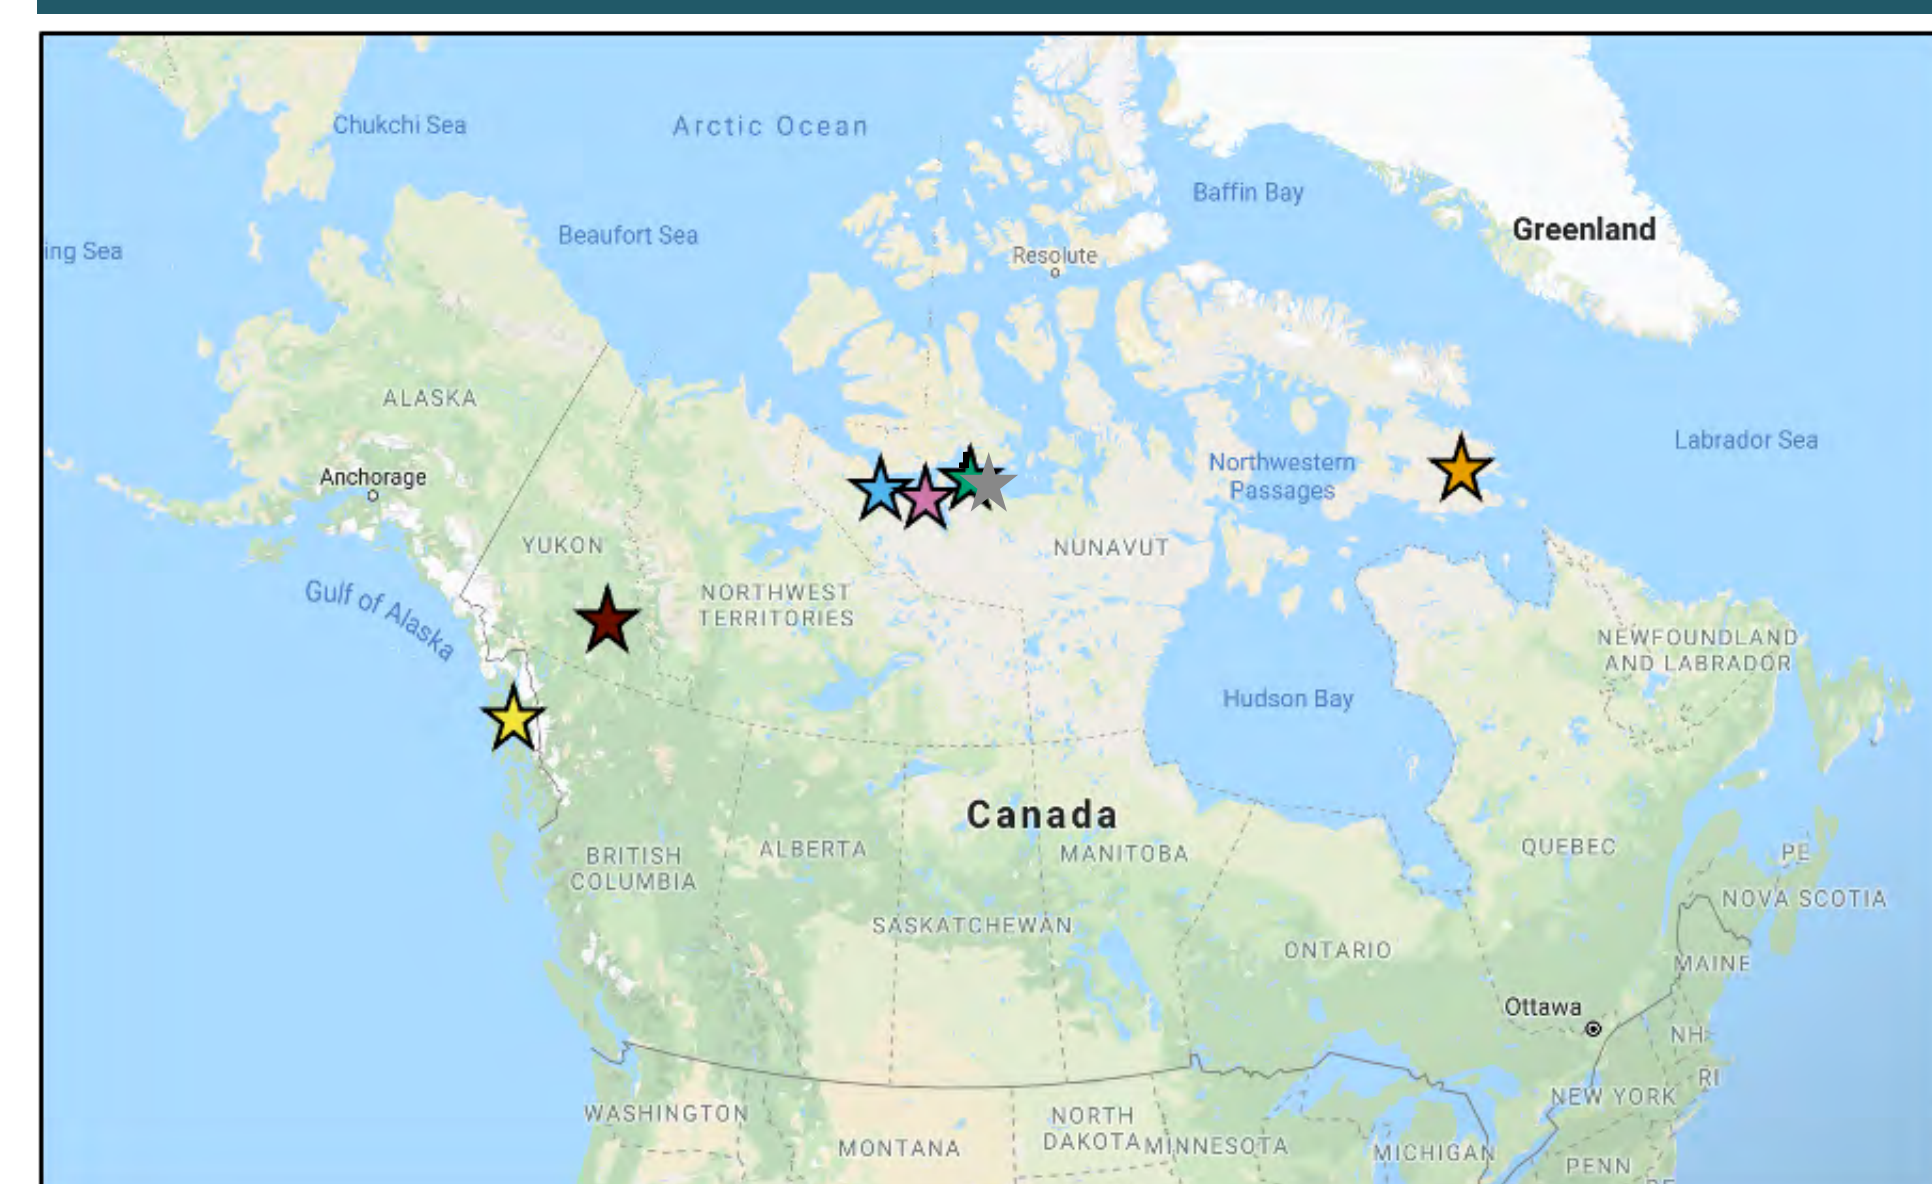 Chukchi Sea
Arctic Ocean
Baffin Bay
Greenland
ing Sea
Beaufort Sea
Resolute
ALASKA
Anchorage
Labrador Sea
Northwestern
Passages
YUKON
NUNAVUT
Gulf of Alaska
NORTHWEST
TERRITORIES
NEWFOUNDLAND
AND LABRADOR
Hudson Bay
Canada
BRITISH
COLUMBIA
ALBERTA
MANITOBA
QUEBEC
PE
NOVA SCOTIA
SASKATCHEWAN
ONTARIO
MAINE
Ottawa
NH
RI
NEW YORK
WASHINGTON
MONTANA
NORTH
DAKOTA
MINNESOTA
MICHIGAN
PENN